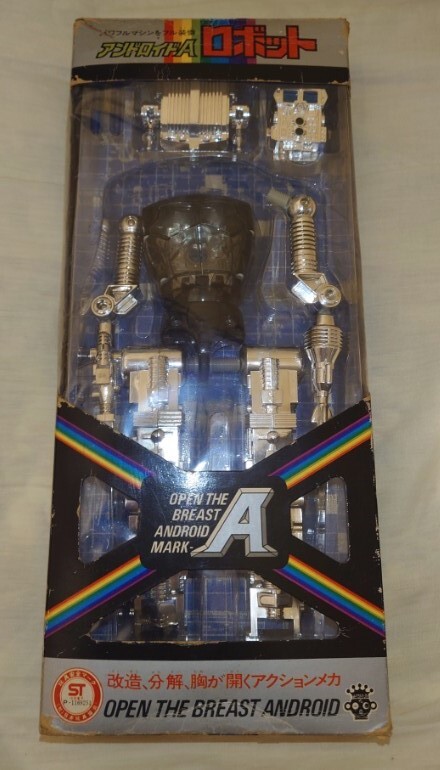 パワフルマシンをフル装備
アンドロイドA ロボット
OPEN THE
BREAST
ANDROID
MARK-
A
ST
改造、分解、胸が開くアクションメカ
OPEN THE BREAST ANDROID